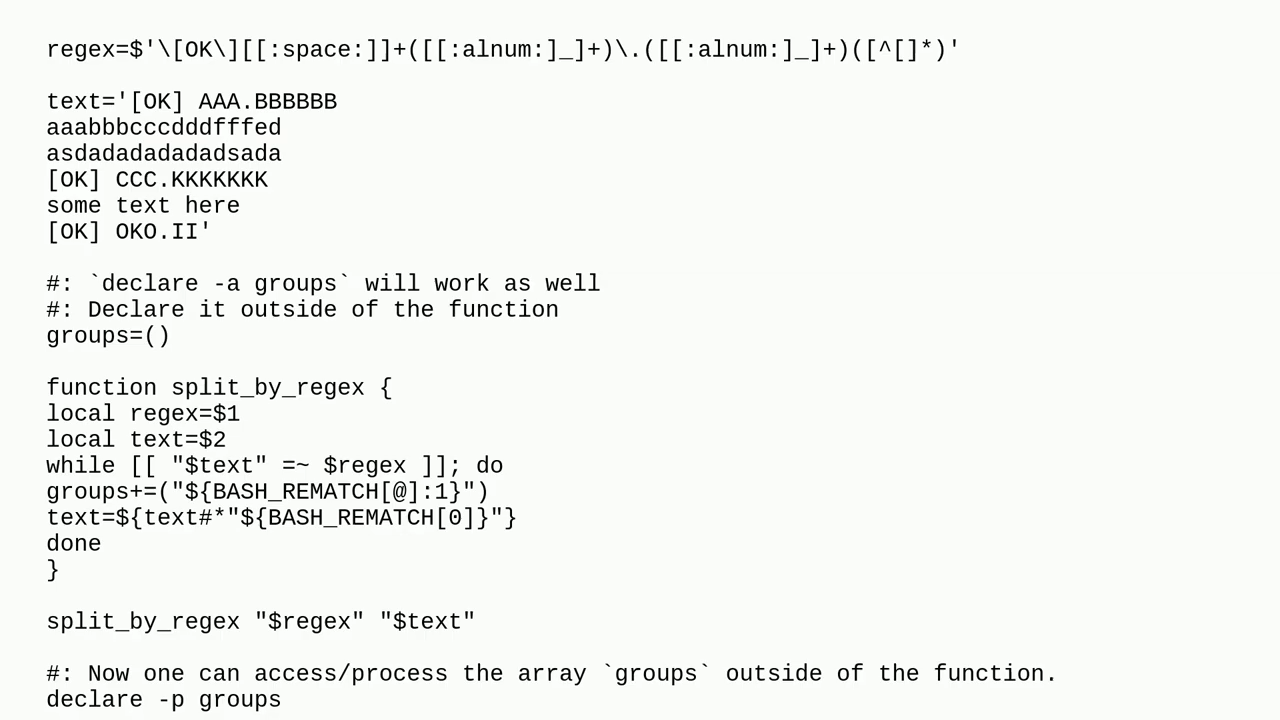 regex=$'\[OK\][[:space:]]+([[:alnum:]_]+)\.([[:alnum:]_]+)([^[]*)'
text='[OK] AAA.BBBBBB
aaabbbcccdddfffed
asdadadadadadsada
[OK] CCC.KKKKKKK
some text here
[OK] OKO.II'
#: `declare -a groups` will work as well
#: Declare it outside of the function
groups=()
function split_by_regex {
local regex=$1
local text=$2
while [[ "$text" =~ $regex ]]; do
groups+=("${BASH_REMATCH[@]:1}")
text=${text#*"${BASH_REMATCH[0]}"}
done
}
split_by_regex "$regex" "$text"
#: Now one can access/process the array `groups` outside of the function.
declare -p groups